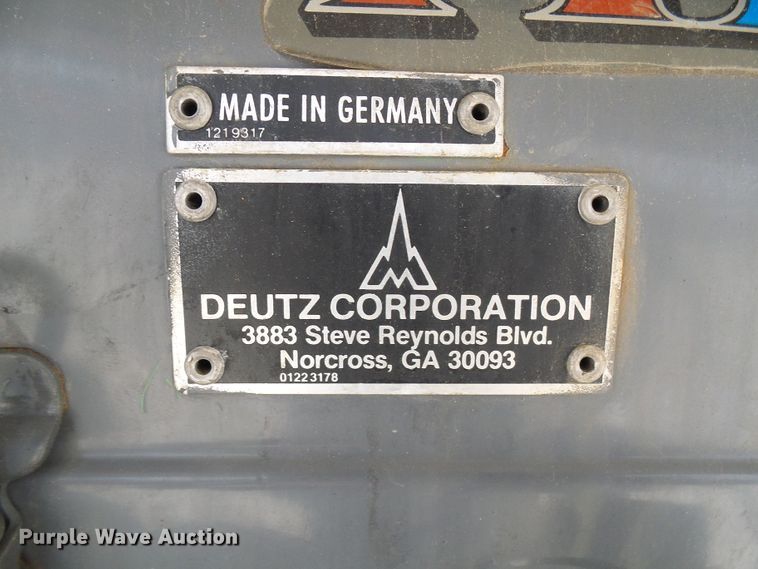 MADE IN GERMANY
1219317
DEUTZ CORPORATION
3883 Steve Reynolds Blvd.
Norcross, GA 30093
01223178
Purple Wave Auction